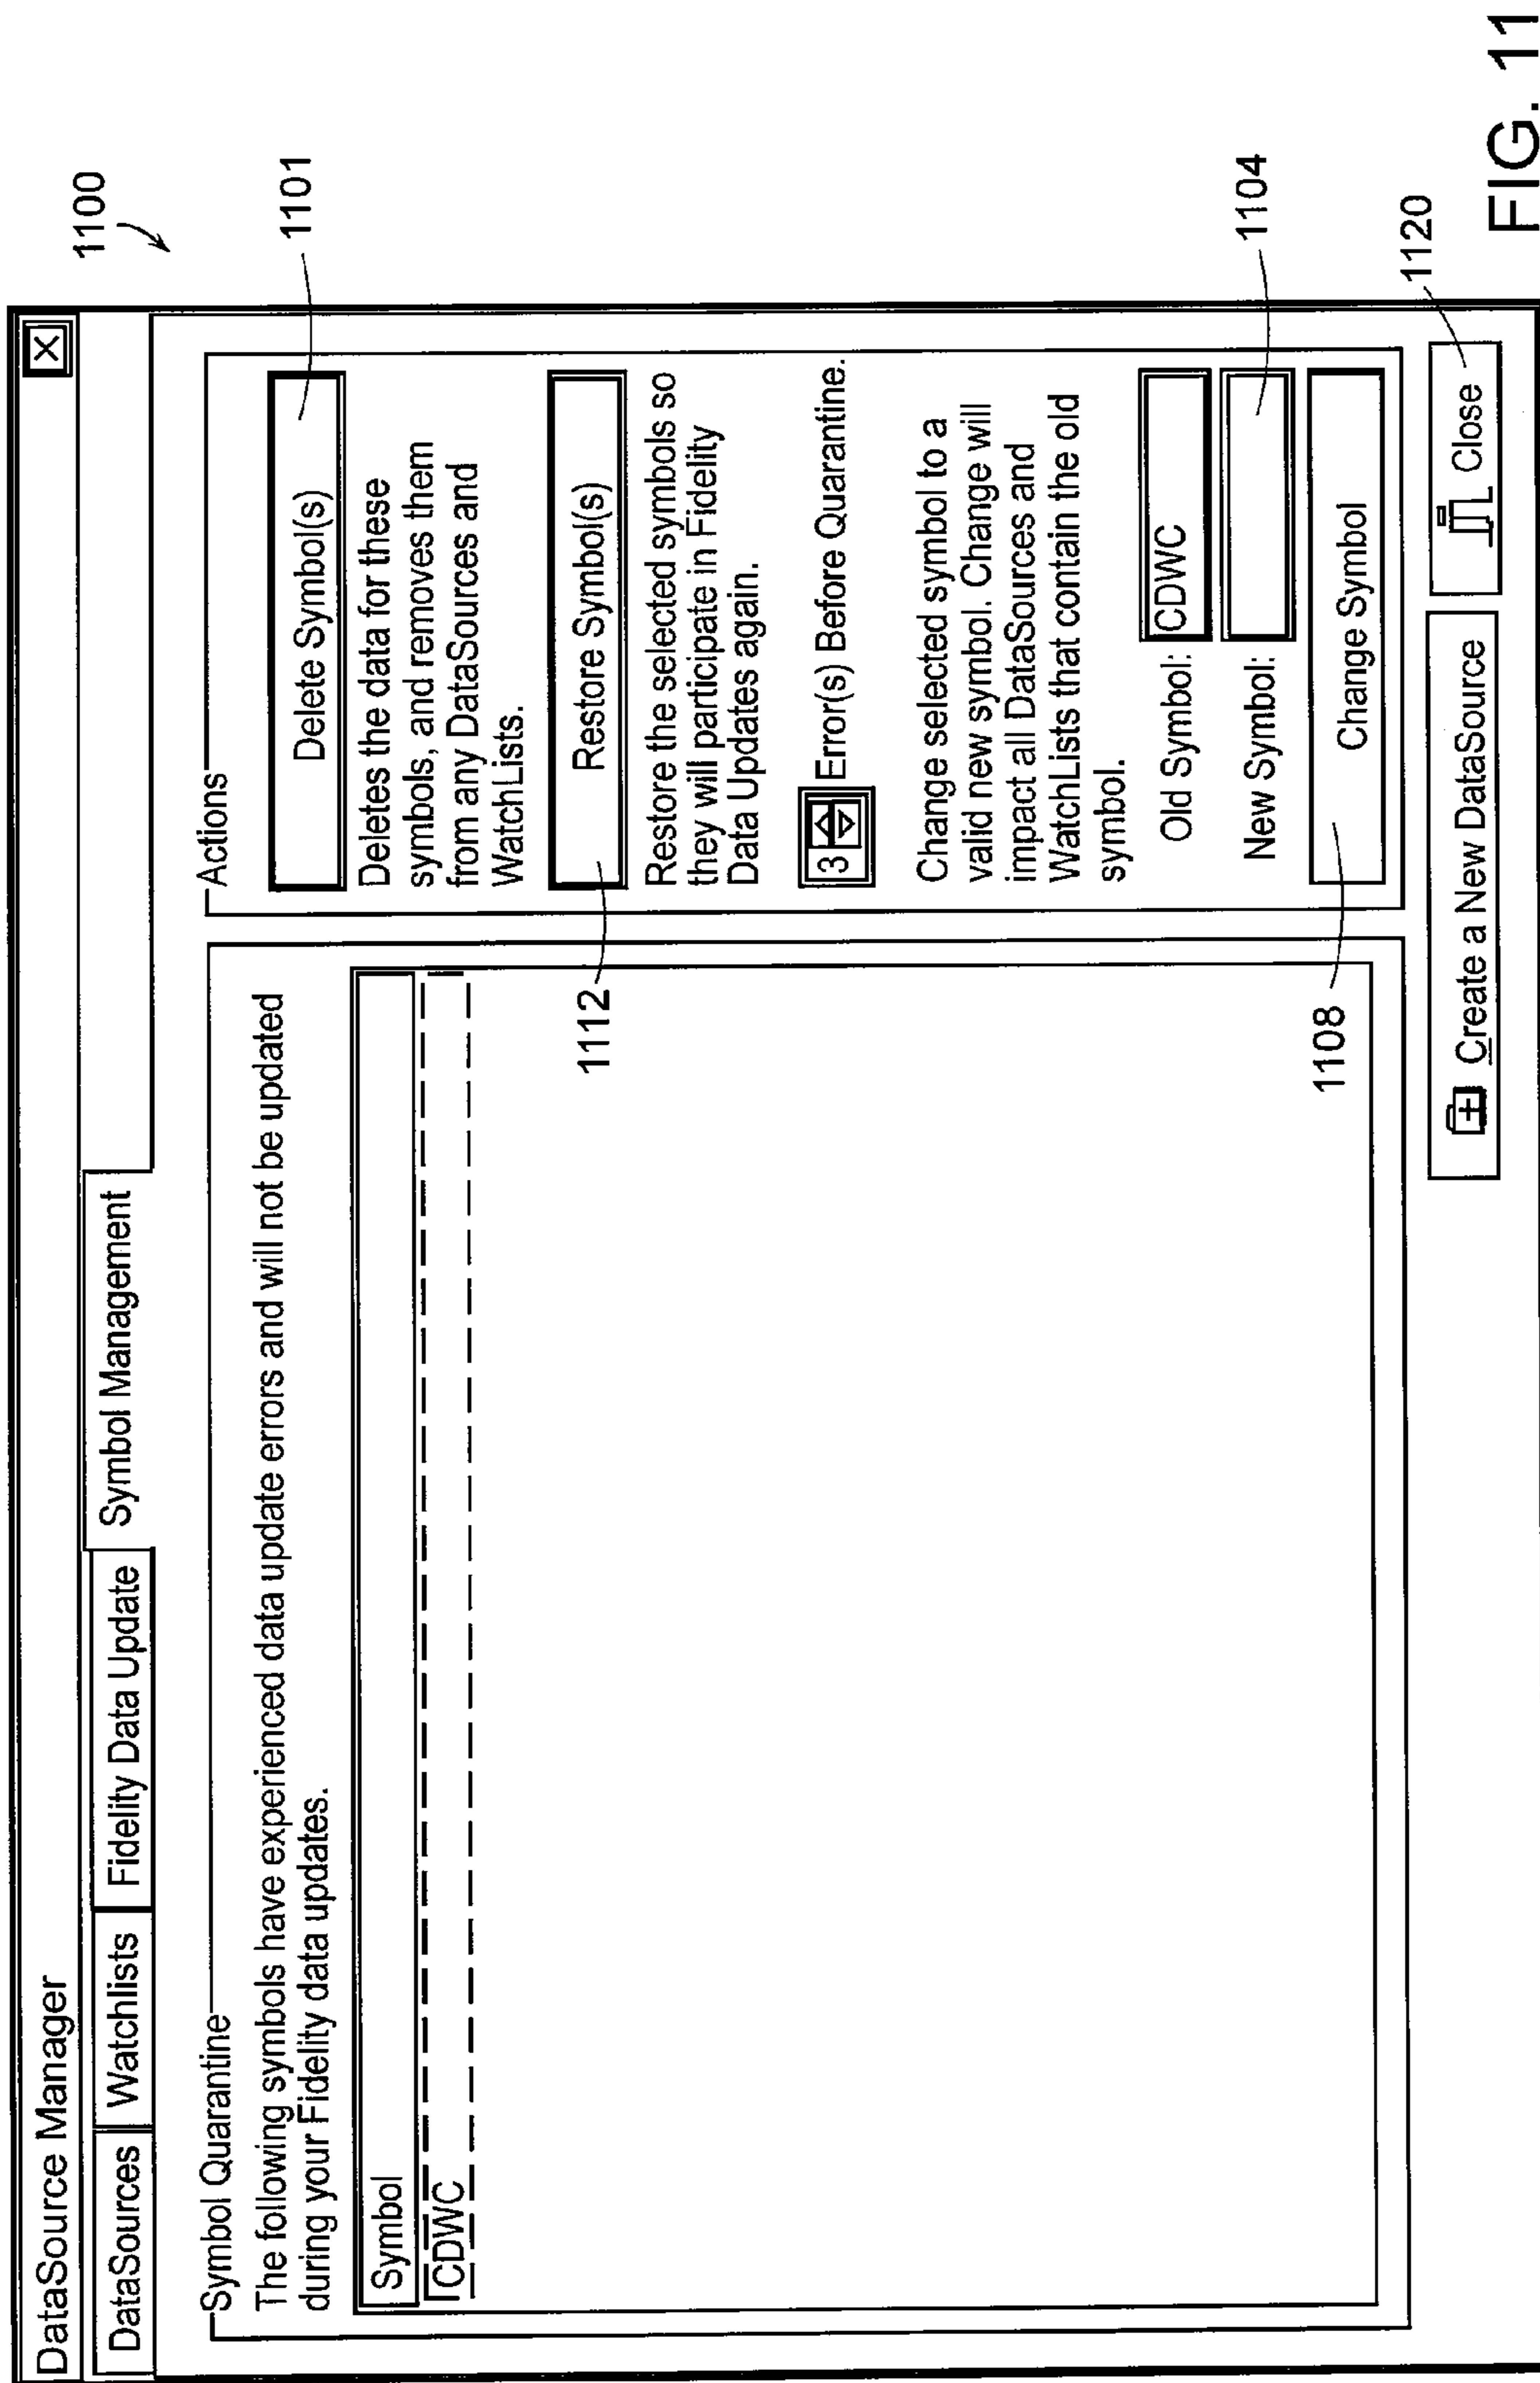 1100
DataSource Manager
X
DataSources
Watchlists
Fidelity Data Update
Symbol Management
Symbol Quarantine
The following symbols have experienced data update errors and will not be updated
during your Fidelity data updates.
Symbol
CDWC
Actions
Delete Symbol(s)
1101
Deletes the data for these
symbols, and removes them
from any DataSources and
WatchLists.
Restore Symbol(s)
1112
Restore the selected symbols so
they will participate in Fidelity
Data Updates again.
3 Error(s) Before Quarantine.
Change selected symbol to a
valid new symbol. Change will
impact all DataSources and
WatchLists that contain the old
symbol.
Old Symbol: CDWC
New Symbol:
1104
Change Symbol
1108
Create a New DataSource
Close
1120
FIG. 11